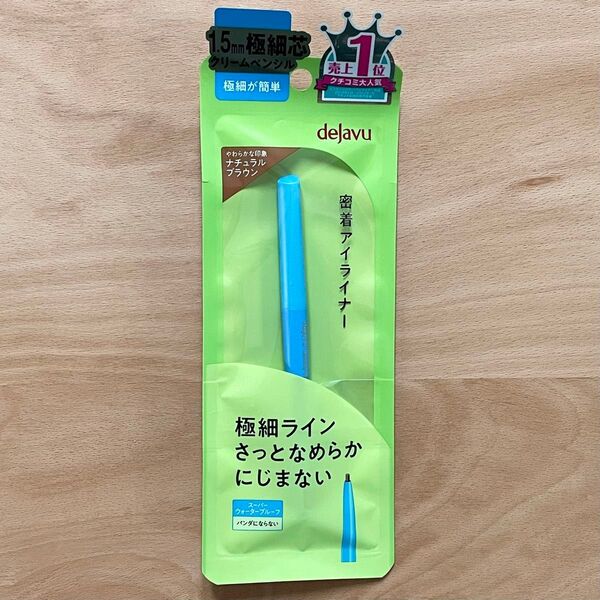 1.5mm極細芯
クリームペンシル
極細が簡単
売上1位
クチコミ大人気
dejavu
やわらかな印象
ナチュラル
ブラウン
密着アイライナー
極細ライン
さっとなめらか
にじまない
スーパー
ウォータープルーフ
パンダにならない